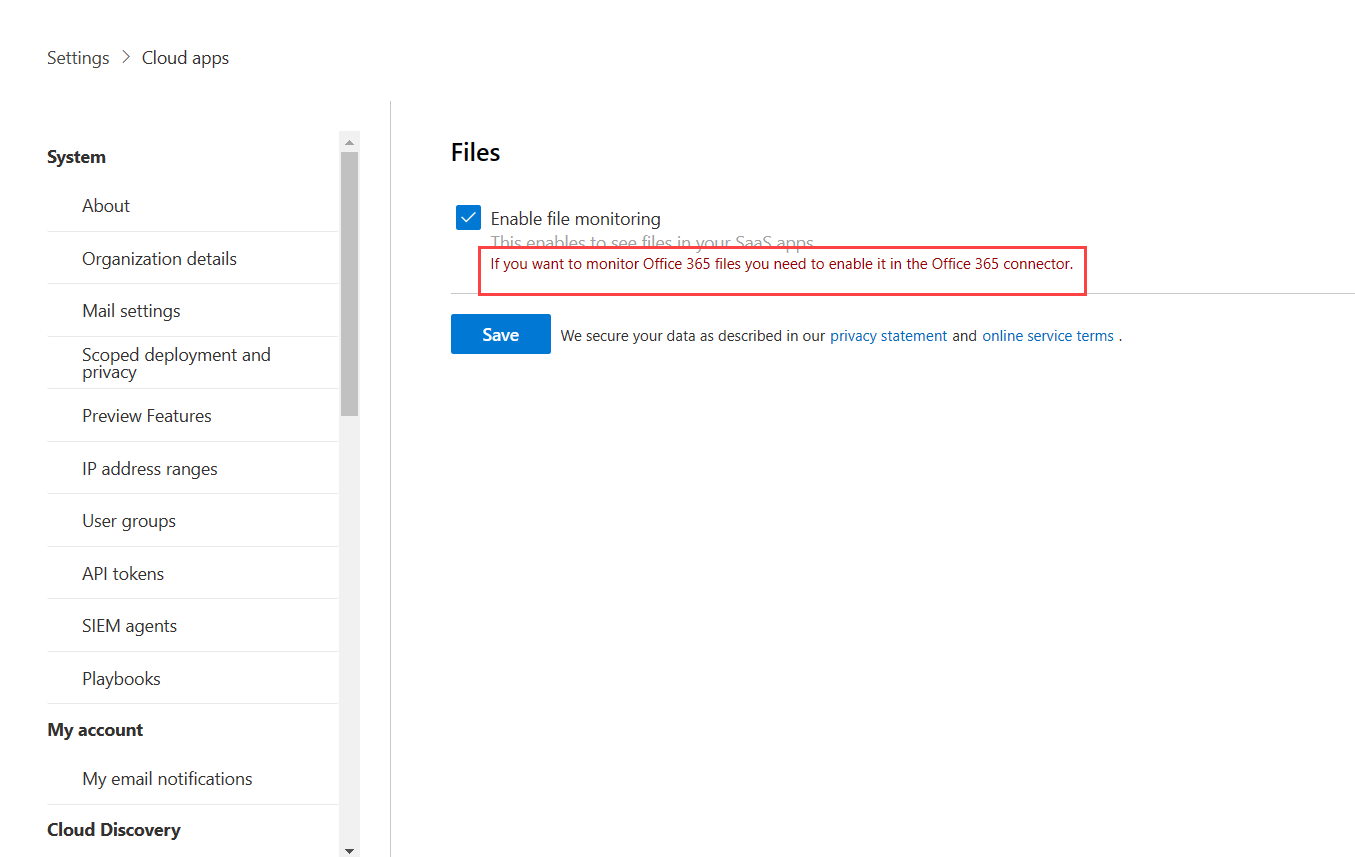 Settings > Cloud apps
System
About
Organization details
Mail settings
Scoped deployment and
privacy
Preview Features
IP address ranges
User groups
API tokens
SIEM agents
Playbooks
My account
My email notifications
Cloud Discovery
Files
Enable file monitoring
This enables to see files in your SaaS apps
If you want to monitor Office 365 files you need to enable it in the Office 365 connector.
Save We secure your data as described in our privacy statement and online service terms .